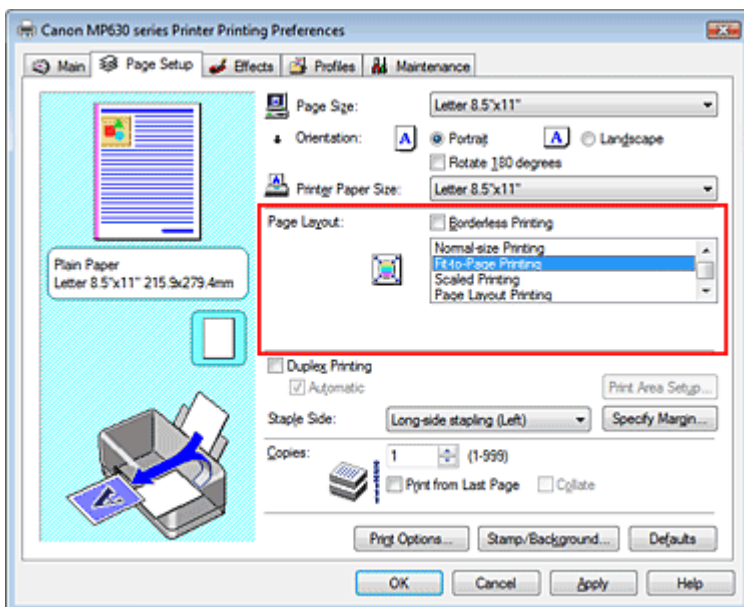 Canon MP630 series Printer Printing Preferences
Main Page Setup Effects Profiles Maintenance
Page Size: Letter 8.5"x11"
Orientation: A Portrait A Landscape
Rotate 180 degrees
Printer Paper Size: Letter 8.5"x11"
Page Layout: Borderless Printing
Normal-size Printing
Fit-to-Page Printing
Scaled Printing
Page Layout Printing
Plain Paper
Letter 8.5"x11" 215.9x279.4mm
Duplex Printing
Automatic Print Area Setup...
Staple Side: Long-side stapling (Left) Specify Margin...
Copies: 1 (1-999)
Print from Last Page Collate
A
Print Options... Stamp/Background... Defaults
OK Cancel Apply Help